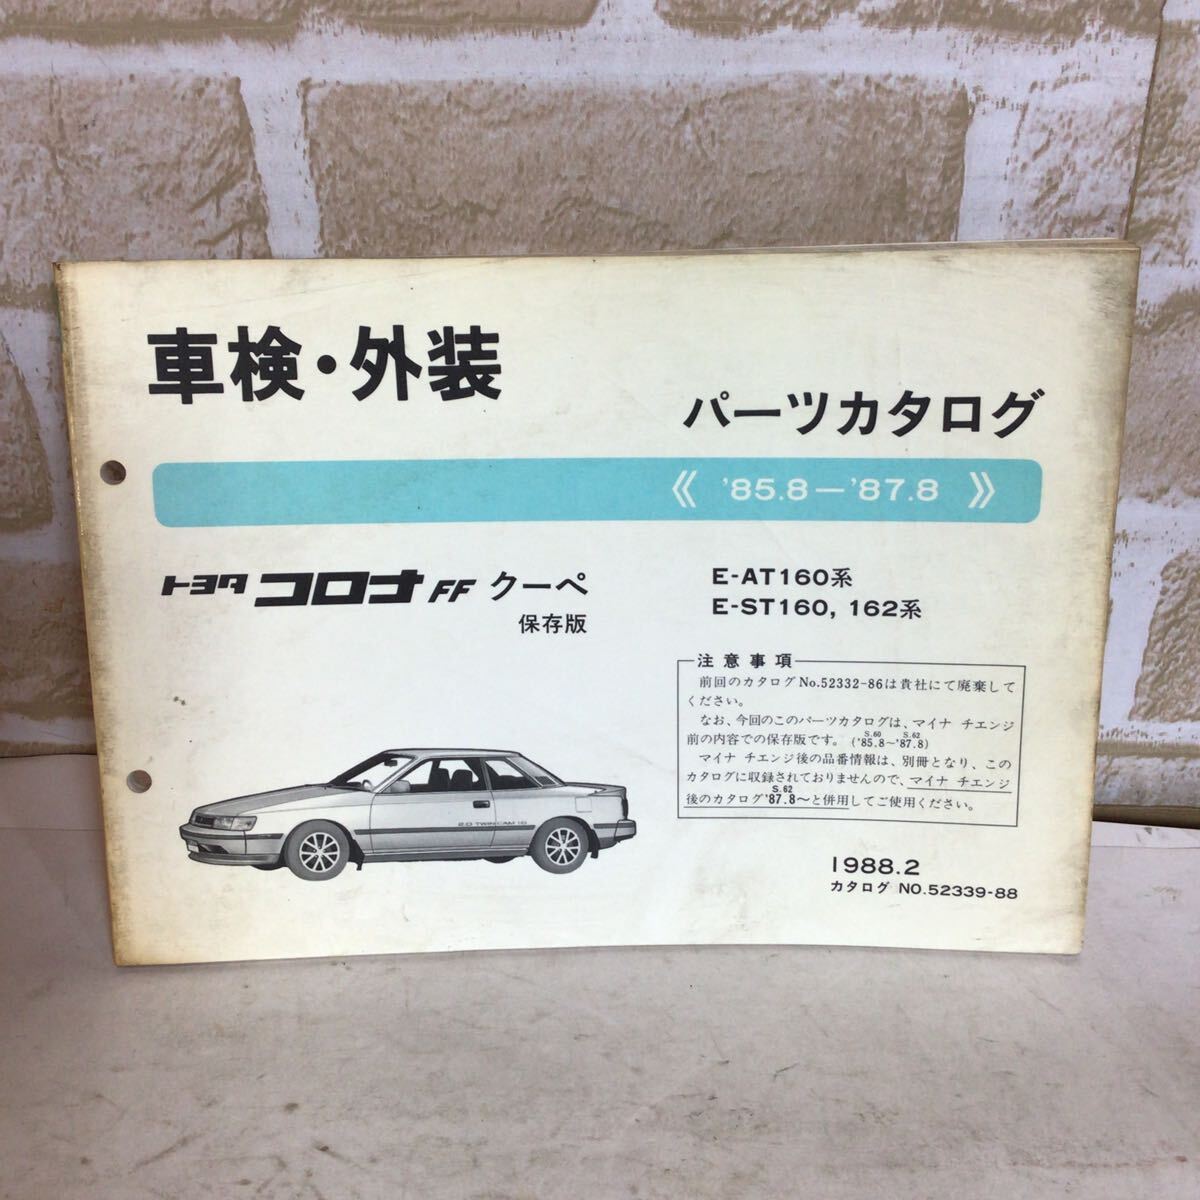 車検・外装
パーツカタログ
《 '85.8－'87.8 》
トヨタ コロナ FF クーペ
保存版
E-AT160系
E-ST160, 162系
注意事項
前回のカタログNo.52332-86は貴社にて廃棄して
ください。
なお、今回のこのパーツカタログは、マイナ チエンジ
前の内容での保存版です。('85.8～'87.8)
S.60 S.62
マイナ チエンジ後の品番情報は、別冊となり、この
カタログに収録されておりませんので、マイナ チエンジ
後のカタログ'87.8～と併用してご使用ください。
S.62
2.0 TWINCAM 16
1988.2
カタログ NO.52339-88